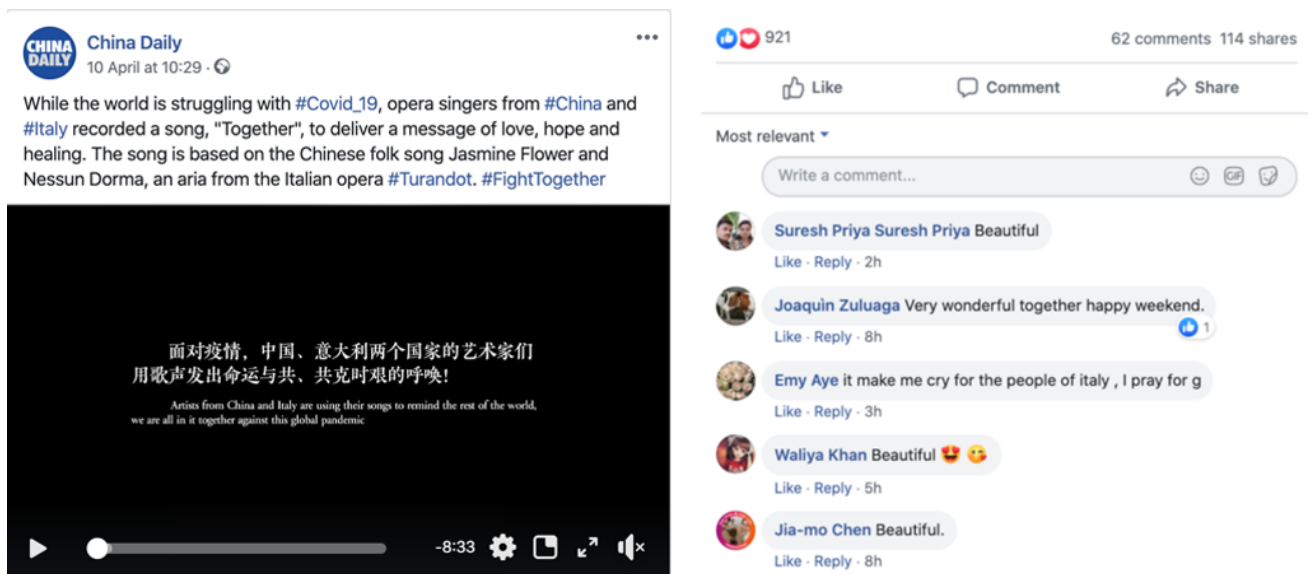 CHINA
DAILY
China Daily
10 April at 10:29 ·
While the world is struggling with #Covid_19, opera singers from #China and
#Italy recorded a song, "Together", to deliver a message of love, hope and
healing. The song is based on the Chinese folk song Jasmine Flower and
Nessun Dorma, an aria from the Italian opera #Turandot. #FightTogether
面对疫情，中国、意大利两个国家的艺术家们
用歌声发出命运与共、共克时艰的呼唤！
Artists from China and Italy are using their songs to remind the rest of the world,
we are all in it together against this global pandemic
-8:33
921
62 comments 114 shares
Like Comment Share
Most relevant
Write a comment...
GIF
Suresh Priya Suresh Priya Beautiful
Like · Reply · 2h
Joaquìn Zuluaga Very wonderful together happy weekend.
1
Like · Reply · 8h
Emy Aye it make me cry for the people of italy , I pray for g
Like · Reply · 3h
Waliya Khan Beautiful 😍 😋
Like · Reply · 5h
Jia-mo Chen Beautiful.
Like · Reply · 8h